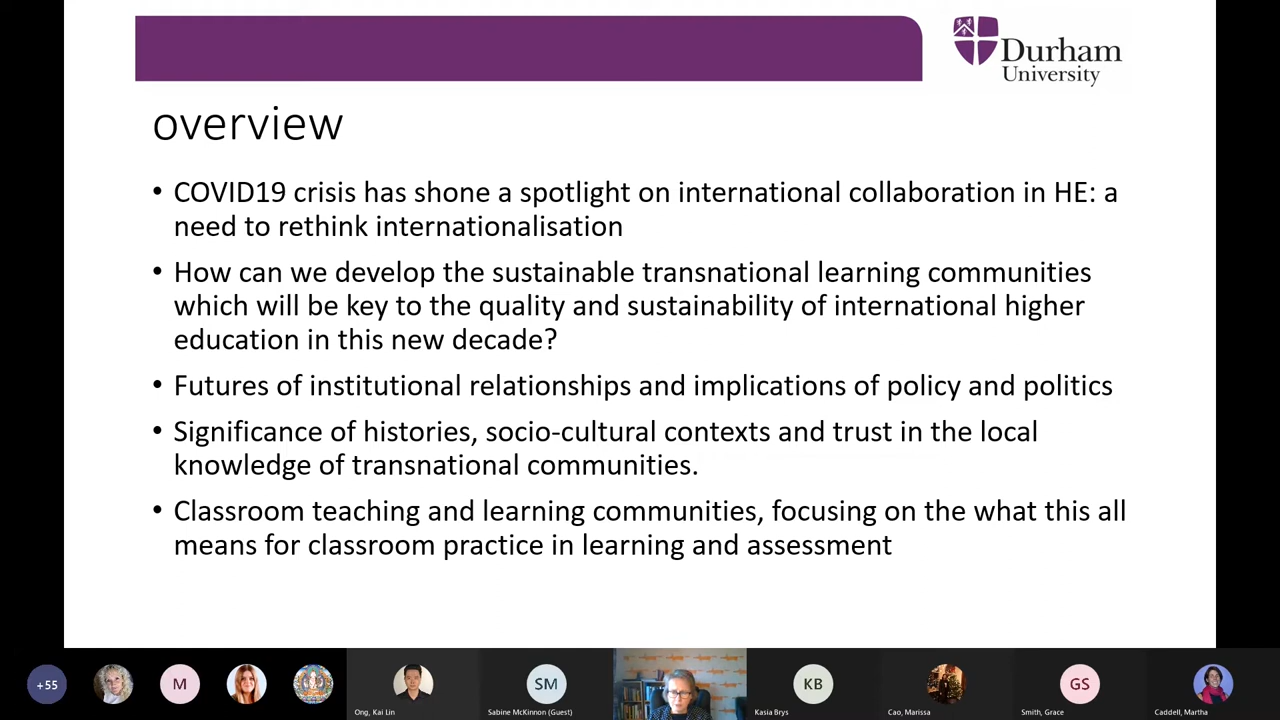 Durham
University
overview
• COVID19 crisis has shone a spotlight on international collaboration in HE: a
need to rethink internationalisation
• How can we develop the sustainable transnational learning communities
which will be key to the quality and sustainability of international higher
education in this new decade?
• Futures of institutional relationships and implications of policy and politics
• Significance of histories, socio-cultural contexts and trust in the local
knowledge of transnational communities.
• Classroom teaching and learning communities, focusing on the what this all
means for classroom practice in learning and assessment
+55
M
SM
KB
GS
Ong, Kai Lin
Sabine McKinnon (Guest)
Kasia Brys
Cao, Marissa
Smith, Grace
Caddell, Martha